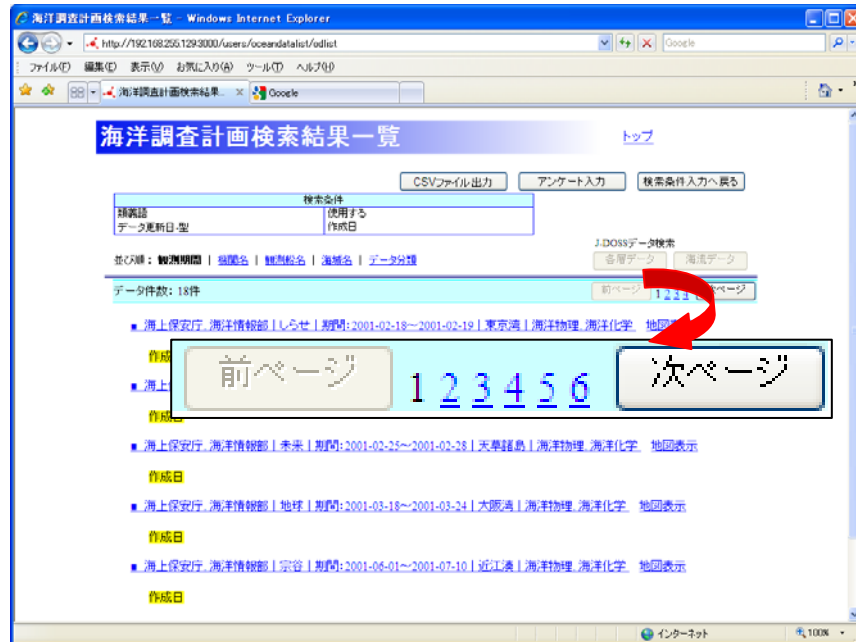 海洋調査計画検索結果一覧 - Windows Internet Explorer
http://192.168.255.129:3000/users/oceandatalist/odlist
Google
ファイル(F) 編集(E) 表示(V) お気に入り(A) ツール(T) ヘルプ(H)
海洋調査計画検索結果... Google
海洋調査計画検索結果一覧
トップ
CSVファイル出力 アンケート入力 検索条件入力へ戻る
検索条件
類義語 使用する
データ更新日-型 作成日
J-DOSSデータ検索
並び順：観測期間 | 機関名 | 観測船名 | 海域名 | データ分類
各層データ 海流データ
データ件数：18件
前ページ 1 2 3 4 ページ
■ 海上保安庁. 海洋情報部 | しらせ | 期間：2001-02-18～2001-02-19 | 東京湾 | 海洋物理. 海洋化学 地図表示
作成
前ページ 1 2 3 4 5 6 次ページ
■ 海上
作成日
■ 海上保安庁. 海洋情報部 | 未来 | 期間：2001-02-25～2001-02-28 | 天草諸島 | 海洋物理. 海洋化学 地図表示
作成日
■ 海上保安庁. 海洋情報部 | 地球 | 期間：2001-03-18～2001-03-24 | 大阪湾 | 海洋物理. 海洋化学 地図表示
作成日
■ 海上保安庁. 海洋情報部 | 宗谷 | 期間：2001-06-01～2001-07-10 | 近江湊 | 海洋物理. 海洋化学 地図表示
作成日
インターネット 100%